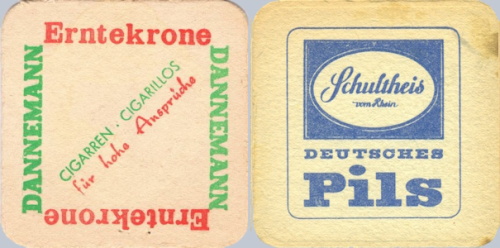 Erntekrone
DANNEMANN
CIGARREN · CIGARILLOS
für hohe Ansprüche
DANNEMANN
Erntekrone
Schultheis
vom Rhein
DEUTSCHES
Pils